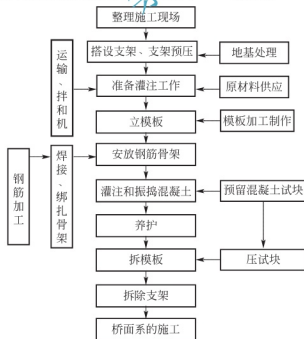 整理施工现场
搭设支架、支架预压
地基处理
运输、拌和机
准备灌注工作
原材料供应
立模板
模板加工制作
钢筋加工
焊接、绑扎骨架
安放钢筋骨架
灌注和振捣混凝土
预留混凝土试块
养护
拆模板
压试块
拆除支架
桥面系的施工